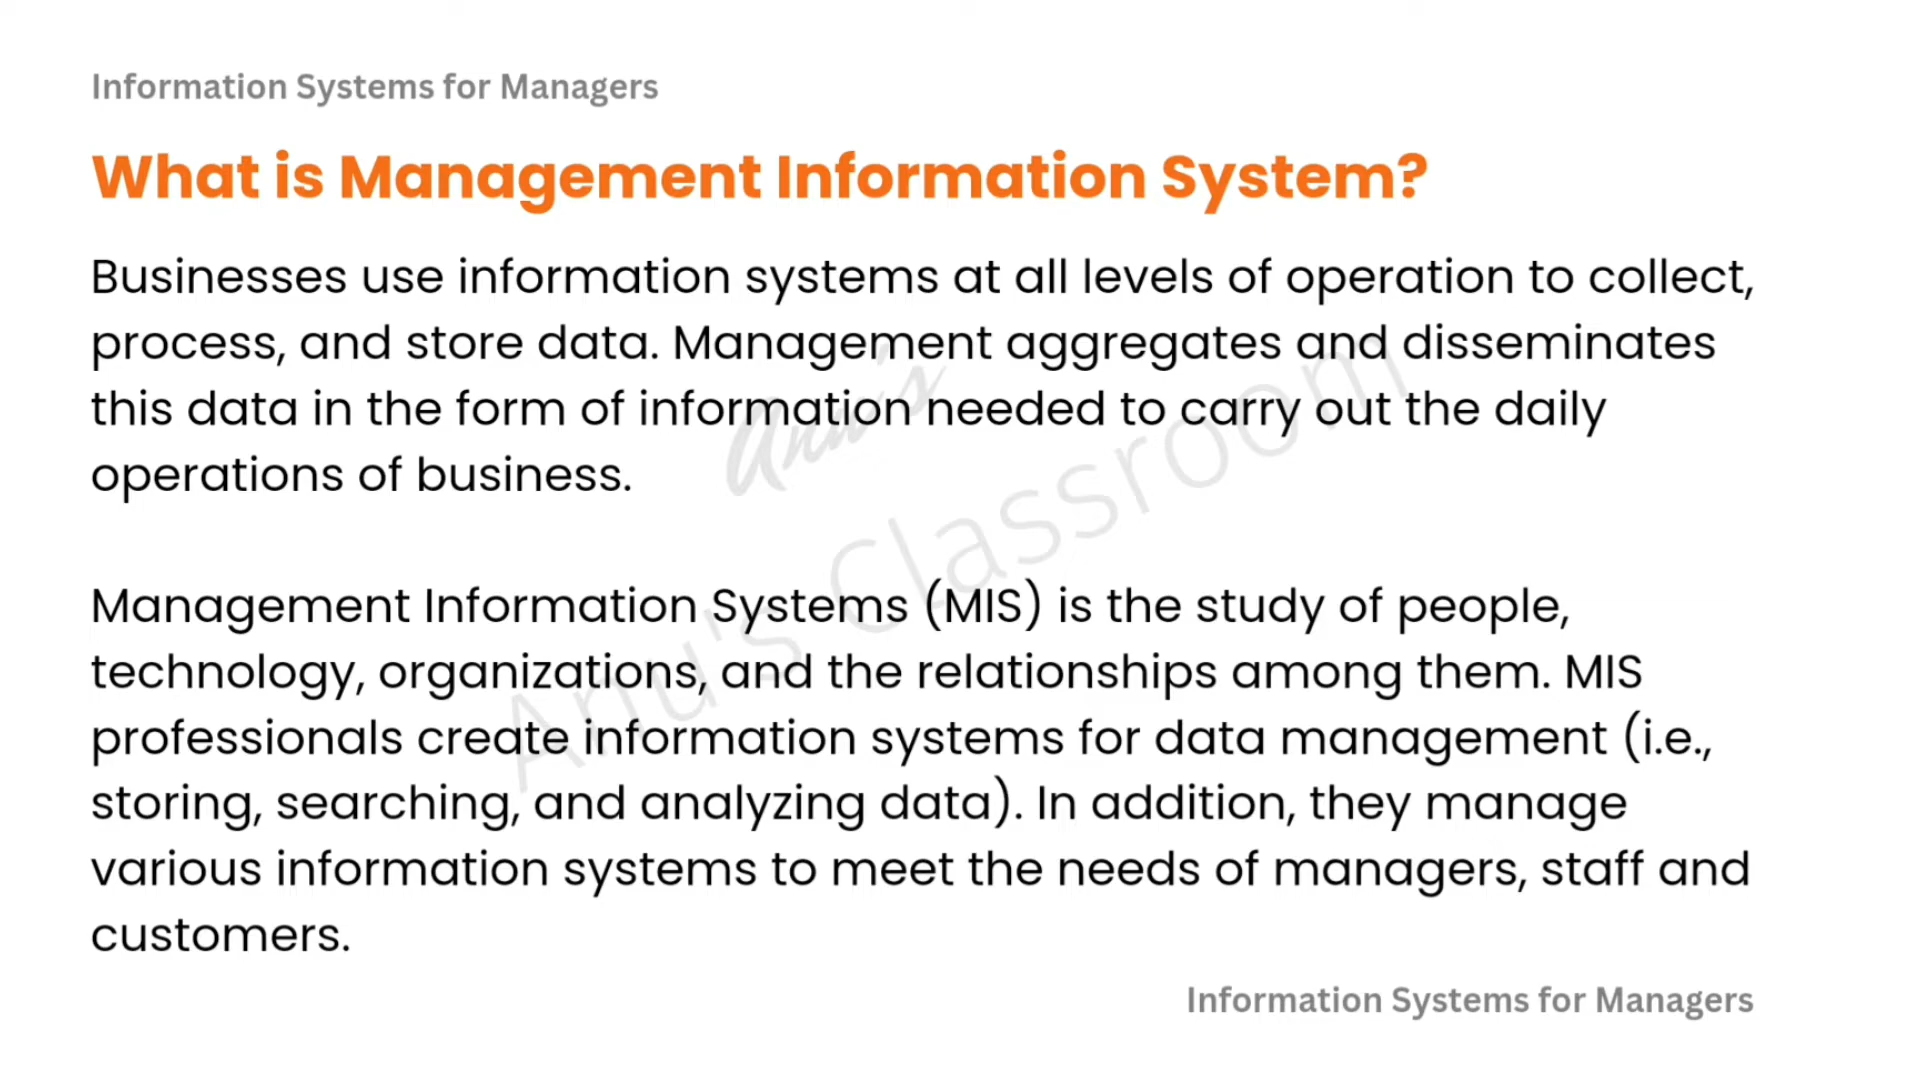 Information Systems for Managers
What is Management Information System?
Businesses use information systems at all levels of operation to collect,
process, and store data. Management aggregates and disseminates
this data in the form of information needed to carry out the daily
operations of business.
Anu's
Anu's Classroom
Management Information Systems (MIS) is the study of people,
technology, organizations, and the relationships among them. MIS
professionals create information systems for data management (i.e.,
storing, searching, and analyzing data). In addition, they manage
various information systems to meet the needs of managers, staff and
customers.
Information Systems for Managers